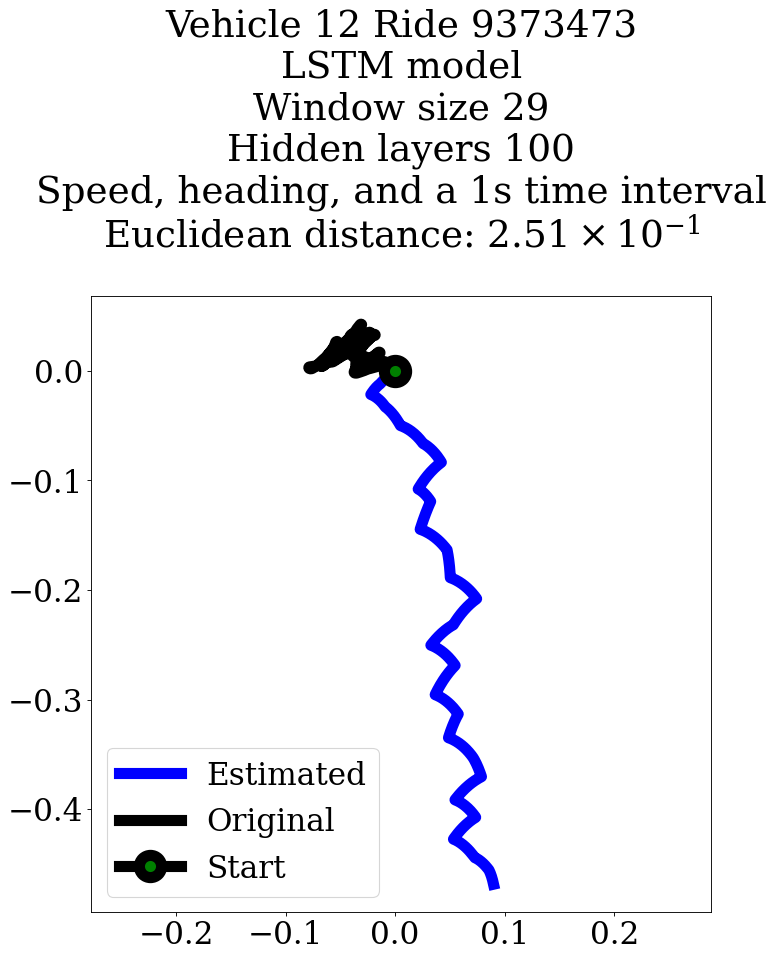 Vehicle 12 Ride 9373473
LSTM model
Window size 29
Hidden layers 100
Speed, heading, and a 1s time interval
Euclidean distance: 2.51 × 10⁻¹
0.0
−0.1
−0.2
−0.3
−0.4
Estimated
Original
Start
−0.2 −0.1 0.0 0.1 0.2